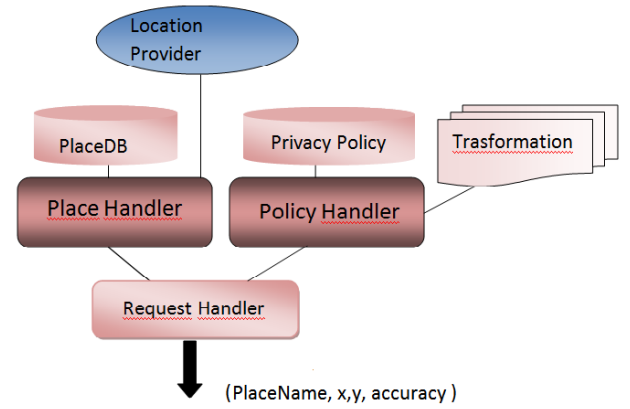 Location
Provider
PlaceDB
Privacy Policy
Trasformation
Place Handler
Policy Handler
Request Handler
(PlaceName, x,y, accuracy )